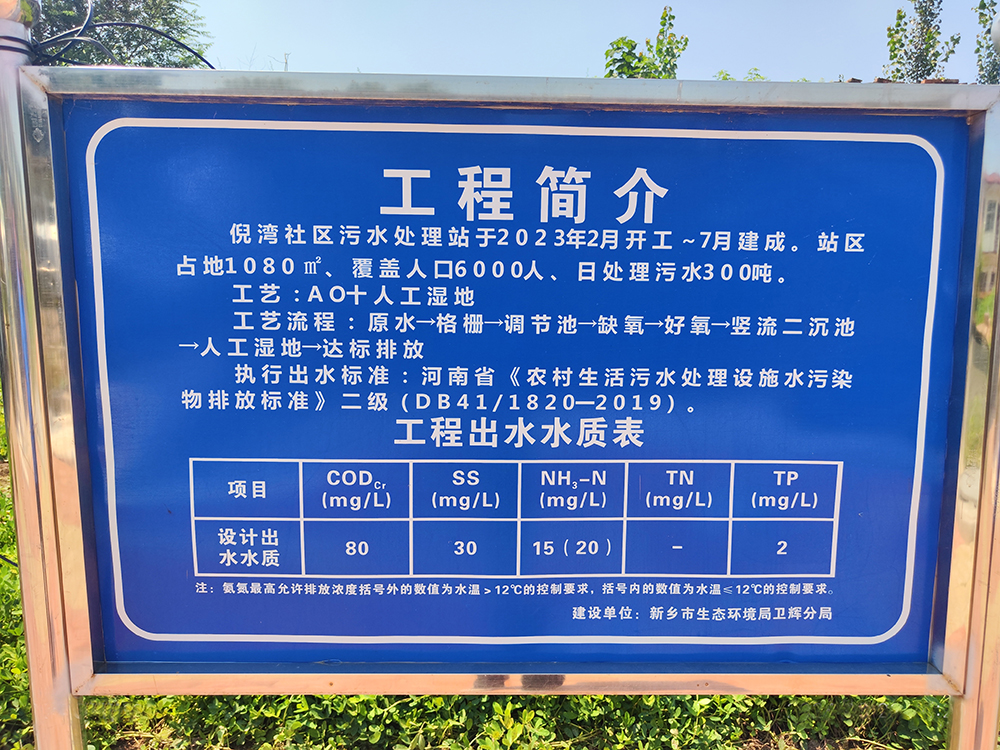 工程简介
倪湾社区污水处理站于2023年2月开工~7月建成。站区
占地1080㎡、覆盖人口6000人、日处理污水300吨。
工艺:AO十人工湿地
工艺流程:原水→格栅→调节池→缺氧→好氧→竖流二沉池
→人工湿地→达标排放
执行出水标准:河南省《农村生活污水处理设施水污染
物排放标准》二级(DB41/1820—2019)。
工程出水水质表
项目 COD_Cr (mg/L) SS (mg/L) NH₃-N (mg/L) TN (mg/L) TP (mg/L)
设计出水水质 80 30 15(20) - 2
注:氨氮最高允许排放浓度括号外的数值为水温>12℃的控制要求,括号内的数值为水温≤12℃的控制要求。
建设单位:新乡市生态环境局卫辉分局